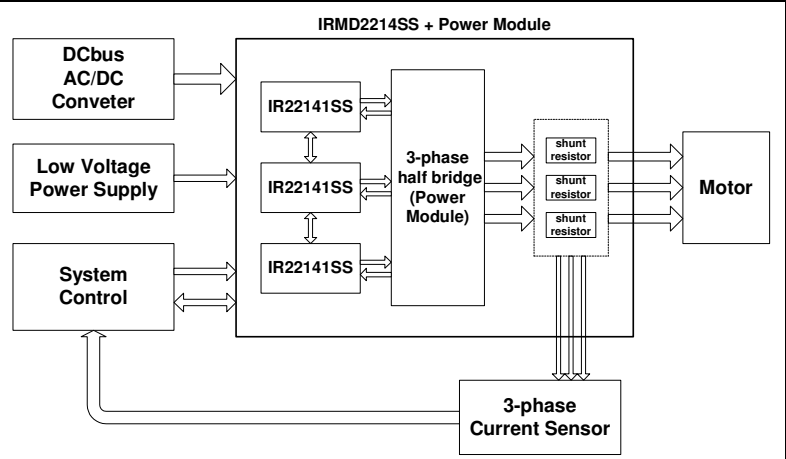 IRMD2214SS + Power Module
DCbus
AC/DC
Conveter
Low Voltage
Power Supply
System
Control
IR22141SS
IR22141SS
IR22141SS
3-phase
half bridge
(Power
Module)
shunt
resistor
shunt
resistor
shunt
resistor
Motor
3-phase
Current Sensor